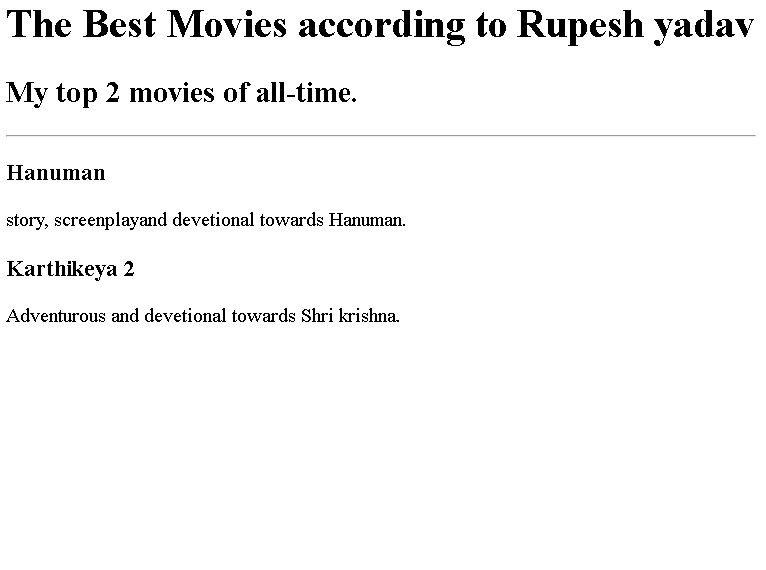 The Best Movies according to Rupesh yadav
My top 2 movies of all-time.
Hanuman
story, screenplayand devetional towards Hanuman.
Karthikeya 2
Adventurous and devetional towards Shri krishna.